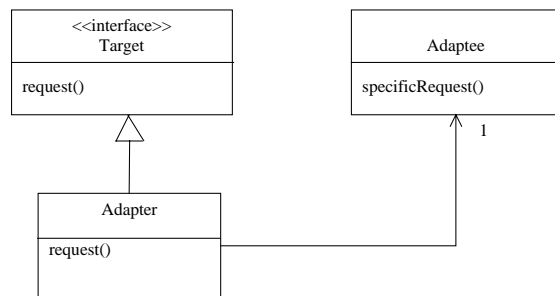 <<interface>>
Target
request()
Adaptee
specificRequest()
1
Adapter
request()